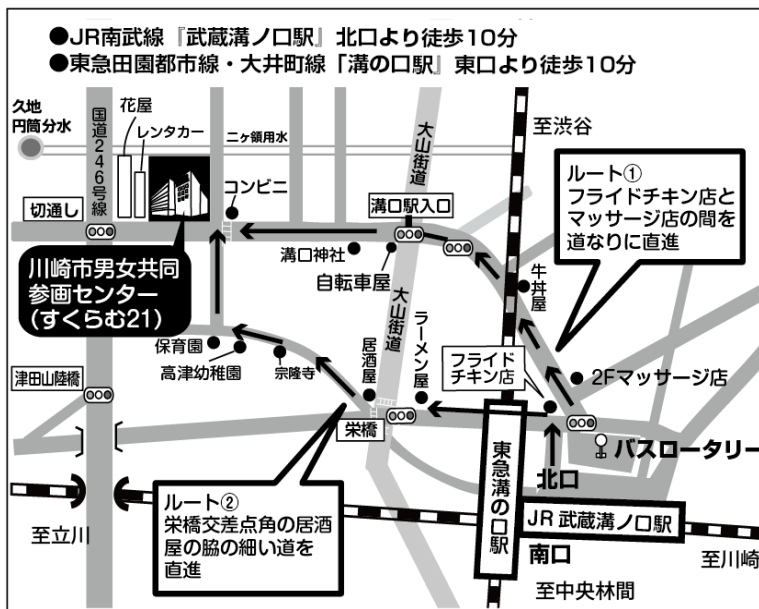 ●JR南武線『武蔵溝ノ口駅』北口より徒歩10分
●東急田園都市線・大井町線「溝の口駅」東口より徒歩10分
久地
円筒分水
国道246号線
花屋
レンタカー
二ヶ領用水
大山街道
至渋谷
ルート①
フライドチキン店と
マッサージ店の間を
道なりに直進
コンビニ
切通し
溝口駅入口
川崎市男女共同
参画センター
(すくらむ21)
溝口神社
自転車屋
牛丼屋
大山街道
ラーメン屋
居酒屋
保育園
高津幼稚園
宗隆寺
フライド
チキン店
2Fマッサージ店
津田山陸橋
栄橋
バスロータリー
北口
東急溝の口駅
ルート②
栄橋交差点角の居酒
屋の脇の細い道を
直進
JR 武蔵溝ノ口駅
南口
至立川
至川崎
至中央林間